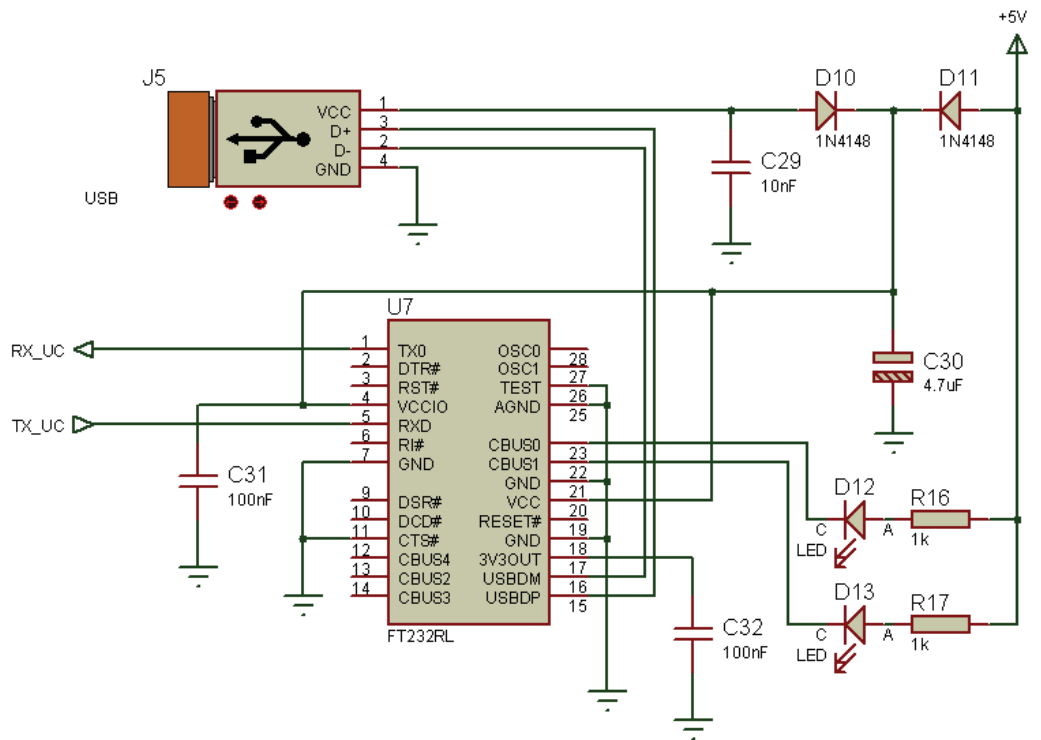 +5V
J5
D10
D11
VCC 1
D+ 3
D- 2
GND 4
1N4148
1N4148
C29
10nF
USB
U7
RX_UC
1 TX0
OSC0 28
2 DTR#
OSC1 27
3 RST#
TEST 26
4 VCCIO
AGND 25
TX_UC
5 RXD
6 RI#
CBUS0 23
7 GND
CBUS1 22
GND 21
VCC 20
9 DSR#
RESET# 19
10 DCD#
GND 18
11 CTS#
3V3OUT 17
12 CBUS4
USBDM 16
13 CBUS2
USBDP 15
14 CBUS3
FT232RL
C30
4.7uF
C31
100nF
D12
R16
C
A
1k
LED
D13
R17
C
A
1k
LED
C32
100nF